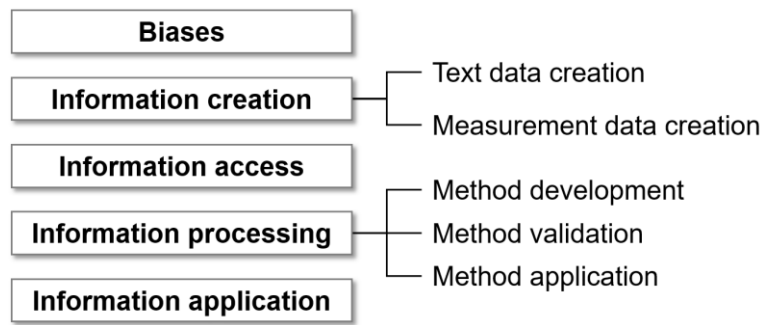 Biases
Information creation
Text data creation
Measurement data creation
Information access
Information processing
Method development
Method validation
Method application
Information application